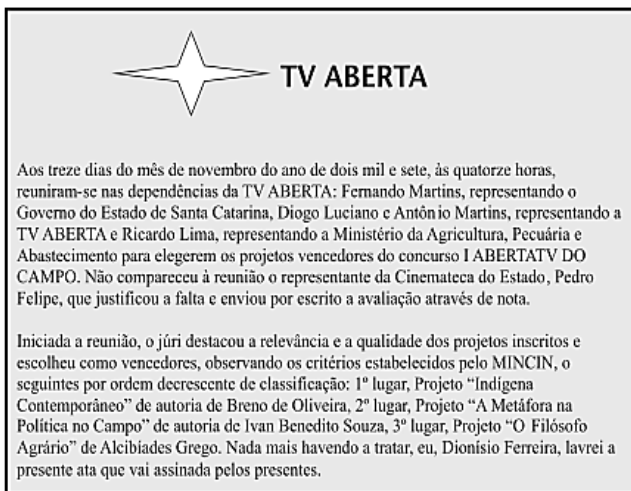 TV ABERTA
Aos treze dias do mês de novembro do ano de dois mil e sete, às quatorze horas,
reuniram-se nas dependências da TV ABERTA: Fernando Martins, representando o
Governo do Estado de Santa Catarina, Diogo Luciano e Antônio Martins, representando a
TV ABERTA e Ricardo Lima, representando a Ministério da Agricultura, Pecuária e
Abastecimento para elegerem os projetos vencedores do concurso I ABERTATV DO
CAMPO. Não compareceu à reunião o representante da Cinemateca do Estado, Pedro
Felipe, que justificou a falta e enviou por escrito a avaliação através de nota.
Iniciada a reunião, o júri destacou a relevância e a qualidade dos projetos inscritos e
escolheu como vencedores, observando os critérios estabelecidos pelo MINCIN, o
seguintes por ordem decrescente de classificação: 1º lugar, Projeto “Indígena
Contemporâneo” de autoria de Breno de Oliveira, 2º lugar, Projeto “A Metáfora na
Política no Campo” de autoria de Ivan Benedito Souza, 3º lugar, Projeto “O Filósofo
Agrário” de Alcibíades Grego. Nada mais havendo a tratar, eu, Dionísio Ferreira, lavrei a
presente ata que vai assinada pelos presentes.